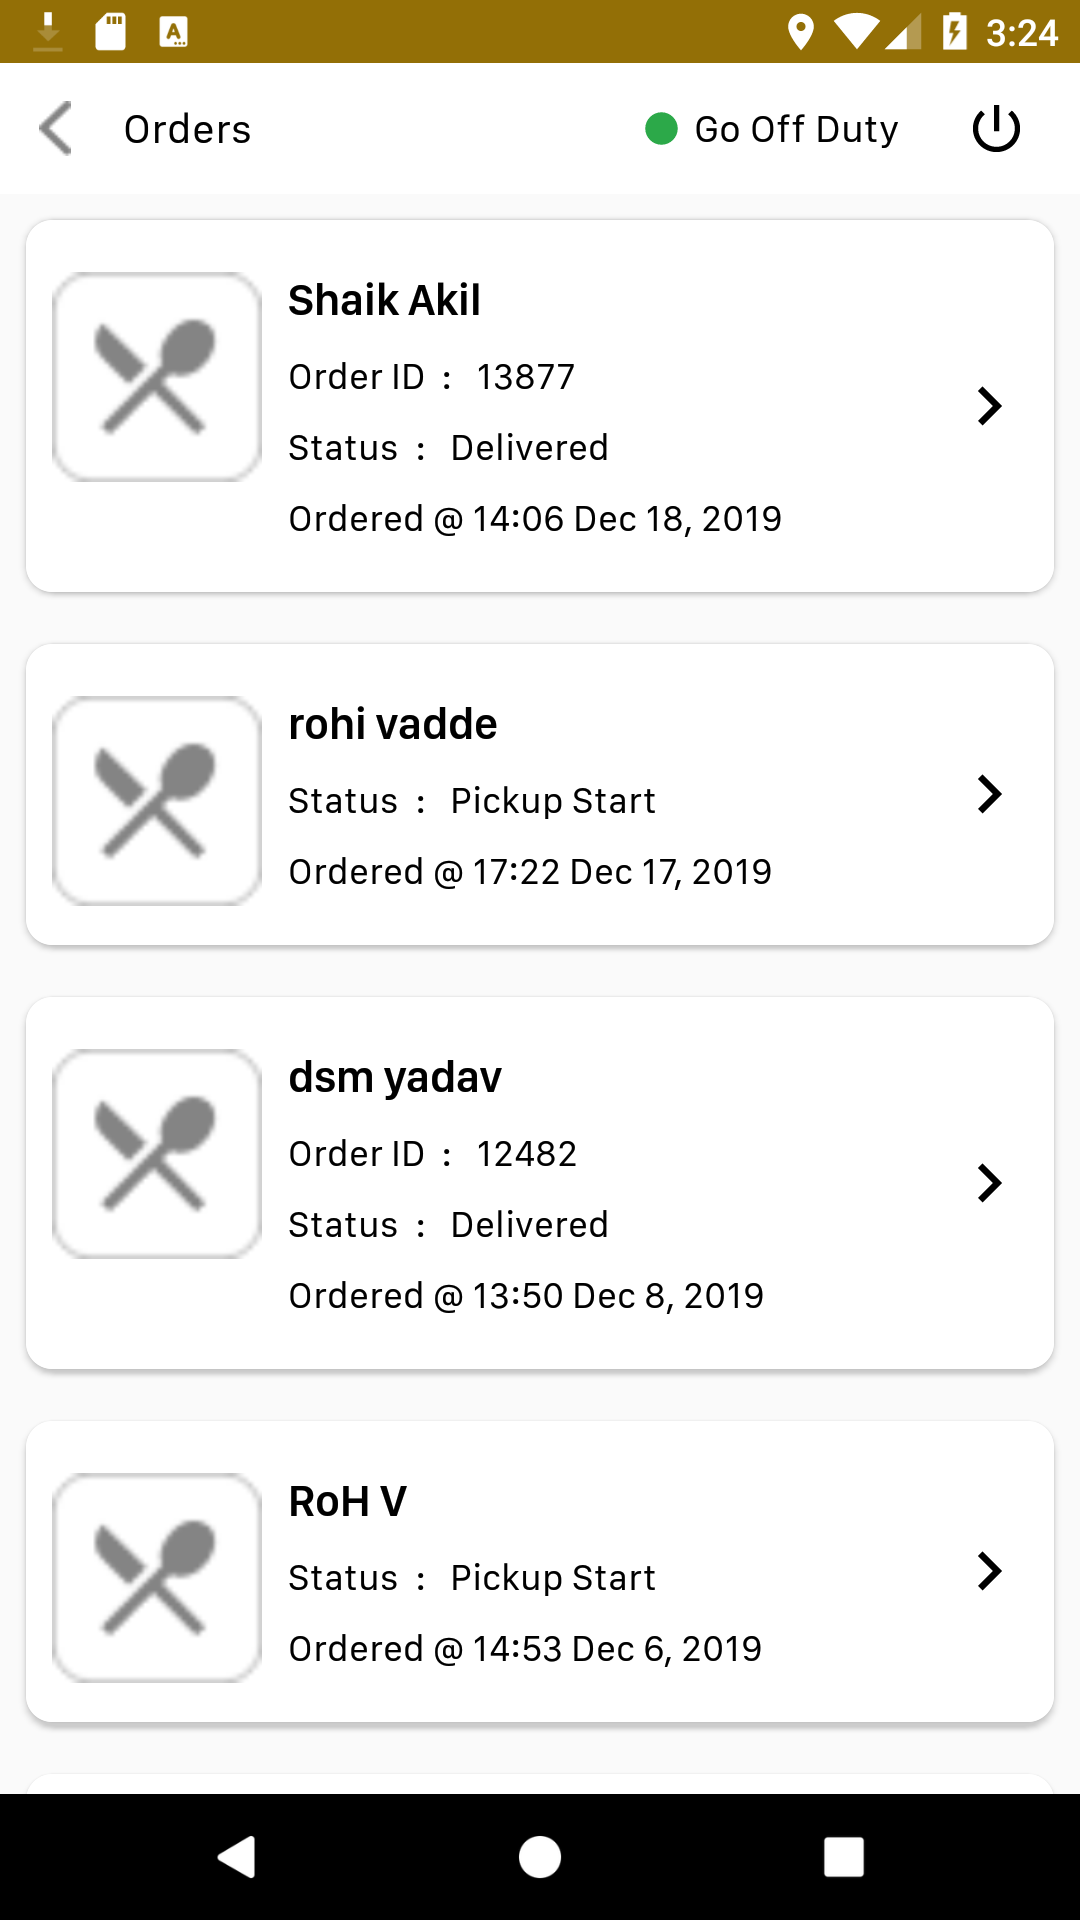 3:24
Orders
Go Off Duty
Shaik Akil
Order ID : 13877
Status : Delivered
Ordered @ 14:06 Dec 18, 2019
rohi vadde
Status : Pickup Start
Ordered @ 17:22 Dec 17, 2019
dsm yadav
Order ID : 12482
Status : Delivered
Ordered @ 13:50 Dec 8, 2019
RoH V
Status : Pickup Start
Ordered @ 14:53 Dec 6, 2019